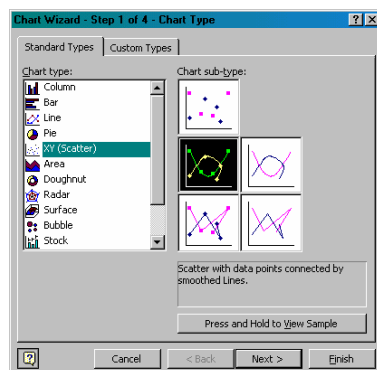 Chart Wizard - Step 1 of 4 - Chart Type
Standard Types
Custom Types
Chart type:
Column
Bar
Line
Pie
XY (Scatter)
Area
Doughnut
Radar
Surface
Bubble
Stock
Chart sub-type:
Scatter with data points connected by
smoothed Lines.
Press and Hold to View Sample
Cancel
< Back
Next >
Finish